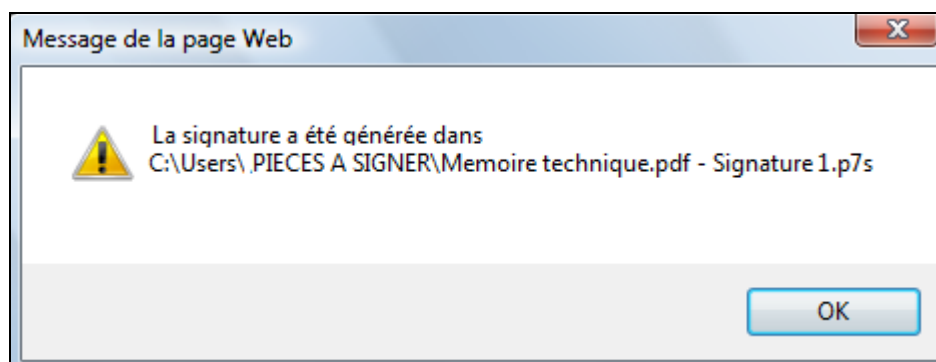 Message de la page Web
La signature a été générée dans
C:\Users\ .PIECES A SIGNER\Memoire technique.pdf - Signature 1.p7s
OK